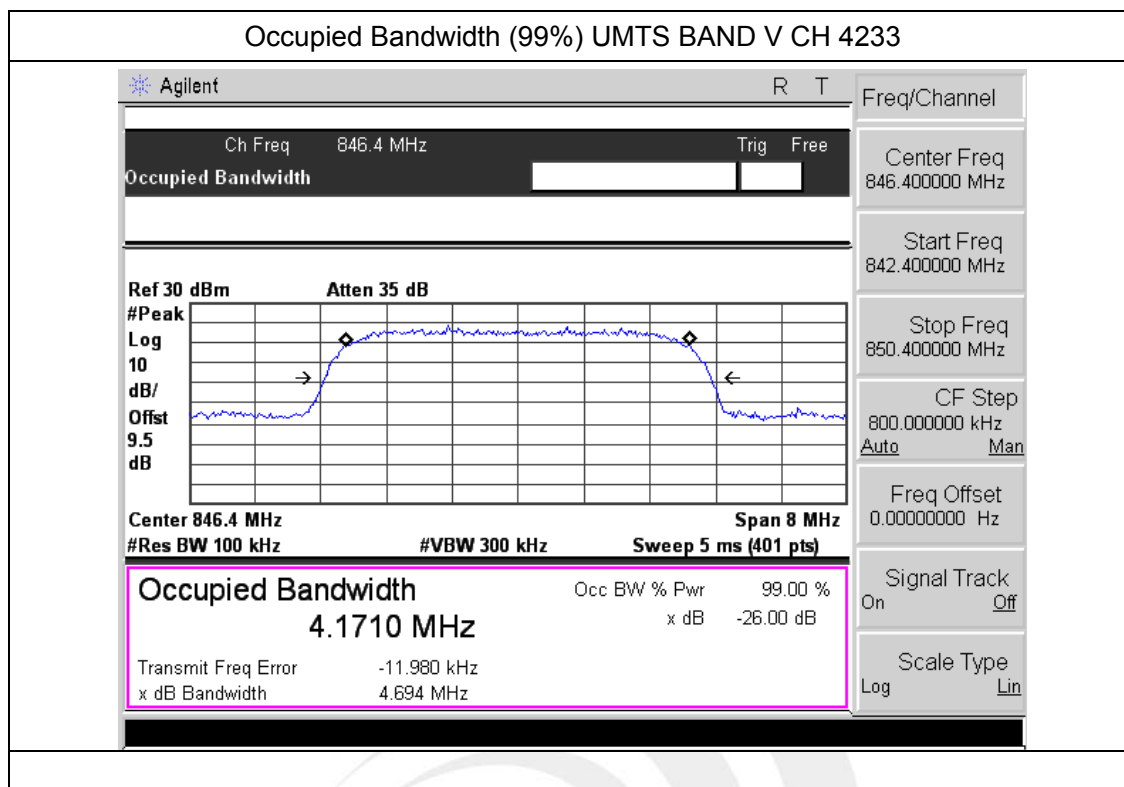 Occupied Bandwidth (99%) UMTS BAND V CH 4233
Agilent R T
Freq/Channel
Ch Freq 846.4 MHz Trig Free
Occupied Bandwidth
Center Freq
846.400000 MHz
Start Freq
842.400000 MHz
Stop Freq
850.400000 MHz
CF Step
800.000000 kHz
Auto Man
Freq Offset
0.00000000 Hz
Signal Track
On Off
Scale Type
Log Lin
Ref 30 dBm Atten 35 dB
#Peak
Log
10
dB/
Offst
9.5
dB
Center 846.4 MHz Span 8 MHz
#Res BW 100 kHz #VBW 300 kHz Sweep 5 ms (401 pts)
Occupied Bandwidth Occ BW % Pwr 99.00 %
4.1710 MHz x dB -26.00 dB
Transmit Freq Error -11.980 kHz
x dB Bandwidth 4.694 MHz